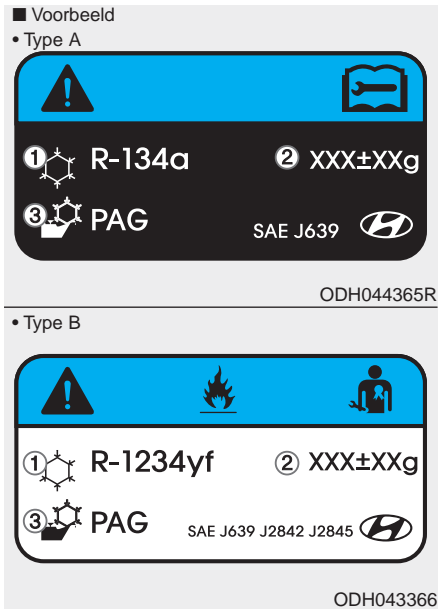 ■ Voorbeeld
• Type A
① R-134a ② XXX±XXg
③ PAG SAE J639
ODH044365R
• Type B
① R-1234yf ② XXX±XXg
③ PAG SAE J639 J2842 J2845
ODH043366